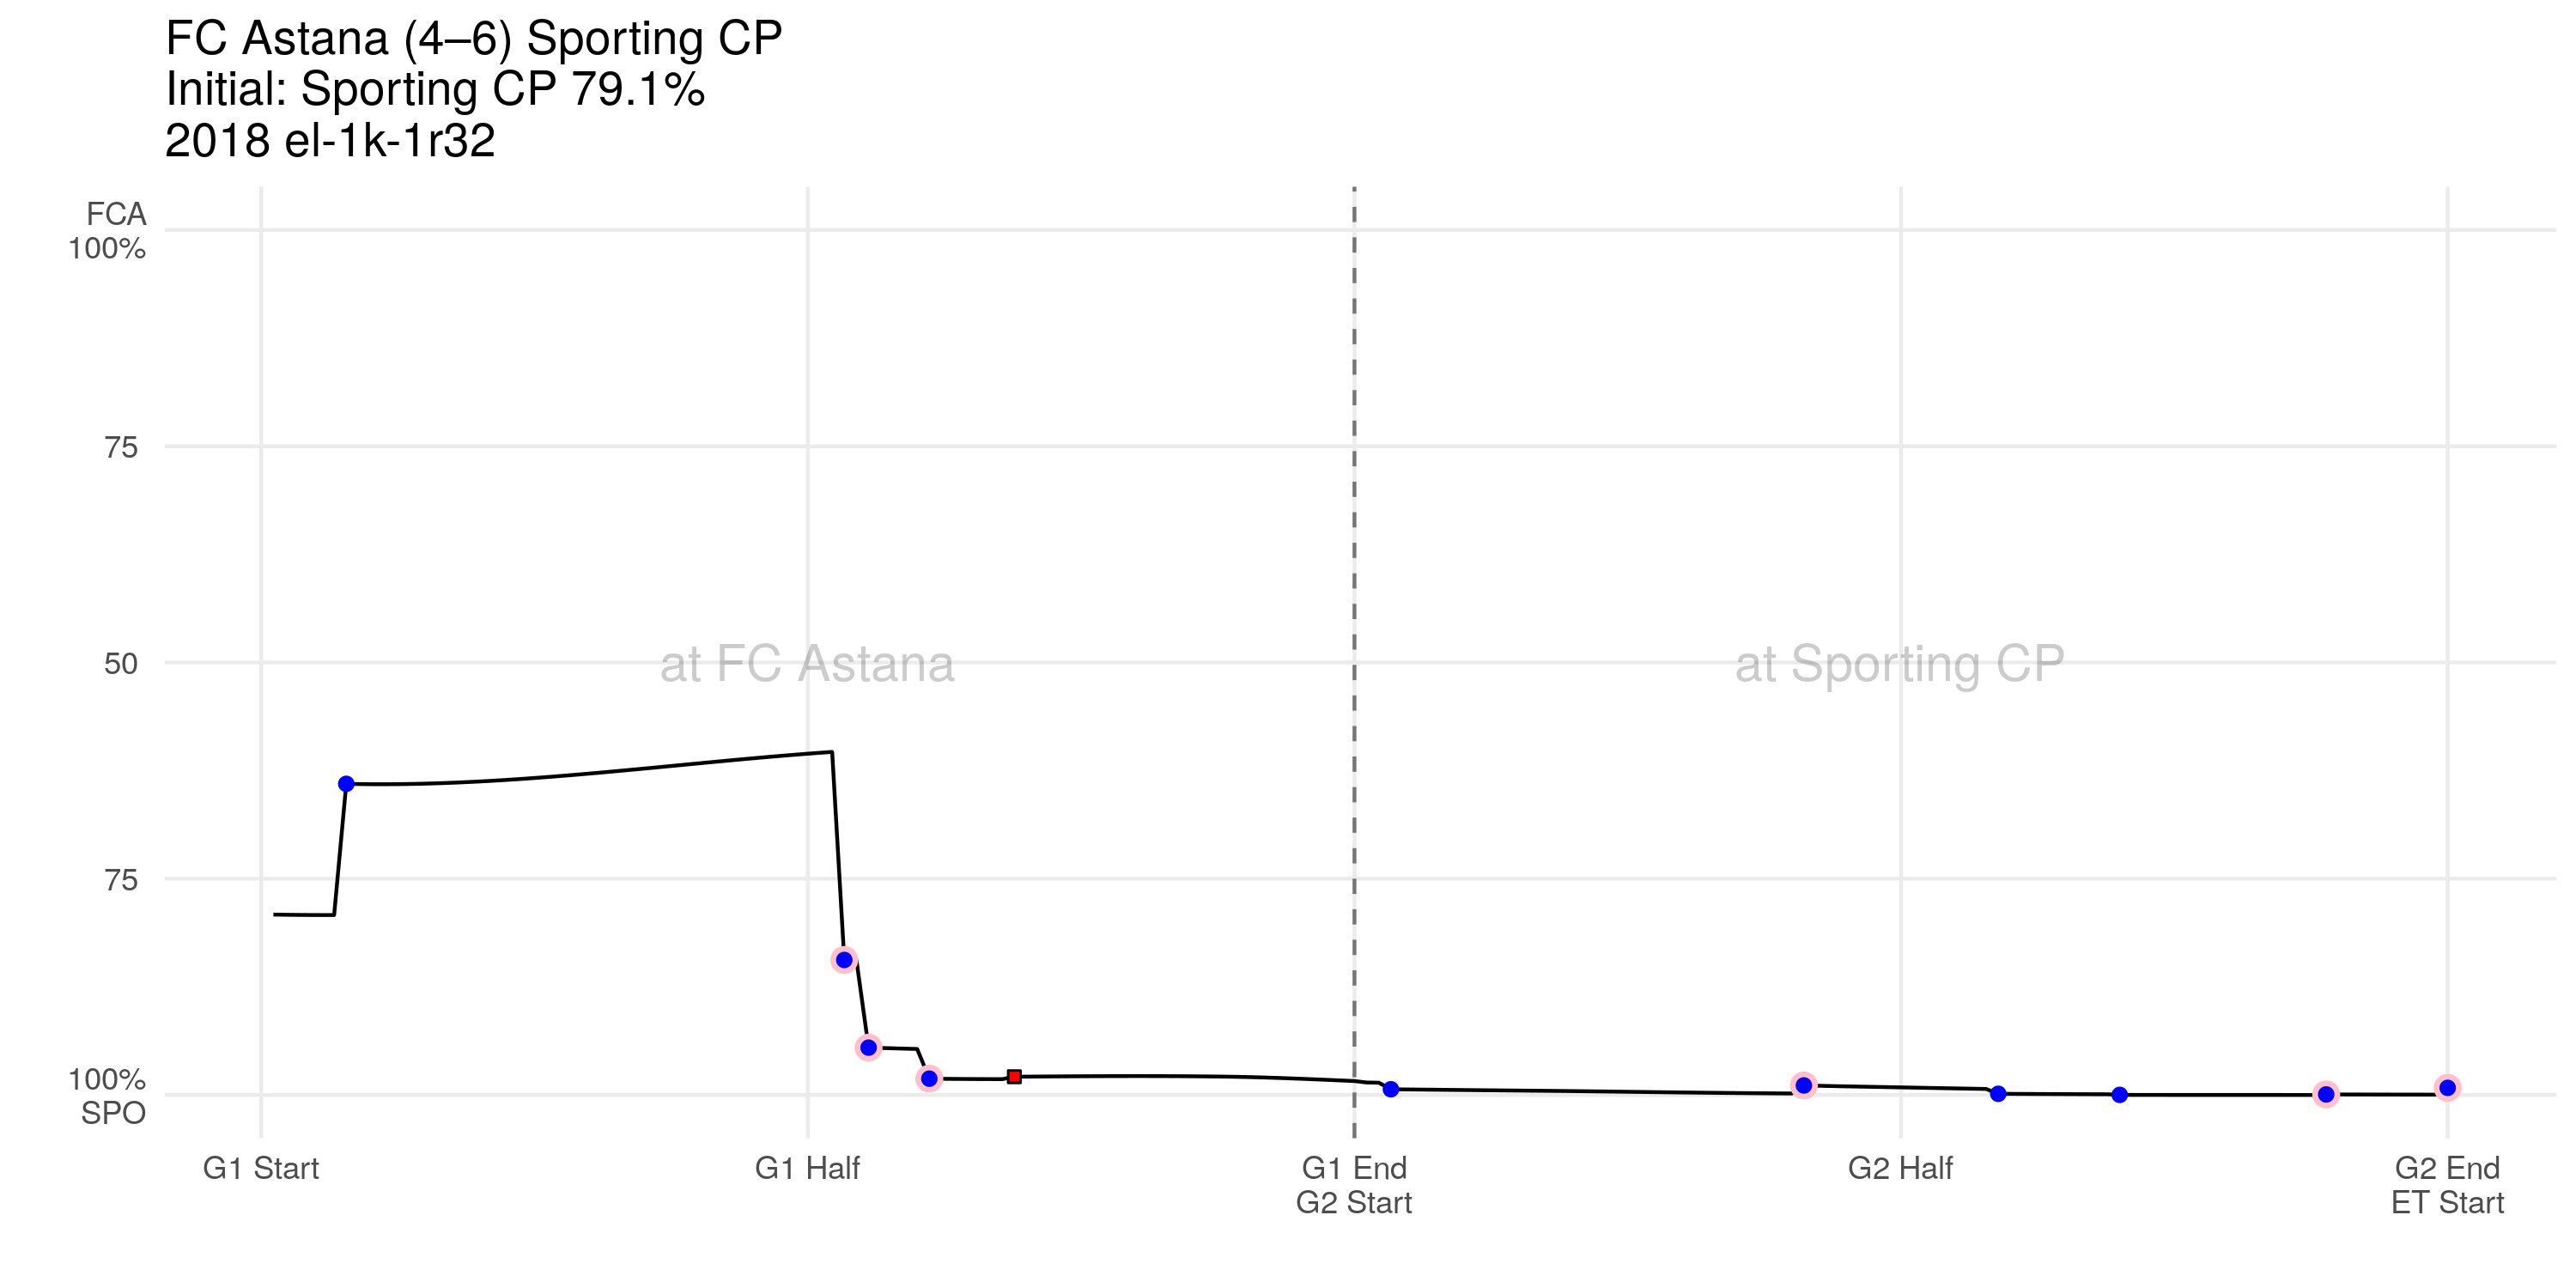 FC Astana (4–6) Sporting CP
Initial: Sporting CP 79.1%
2018 el-1k-1r32
FCA
100%
75
50
75
100%
SPO
at FC Astana
at Sporting CP
G1 Start
G1 Half
G1 End
G2 Start
G2 Half
G2 End
ET Start